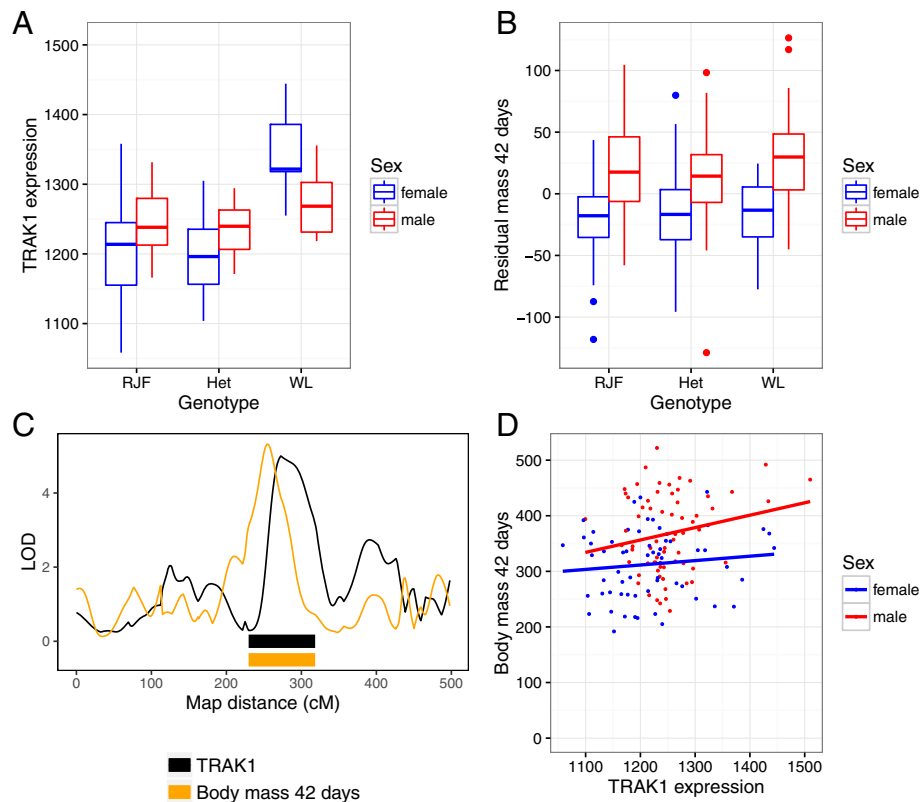 A
1500
1400
1300
1200
1100
TRAK1 expression
RJF Het WL
Genotype
Sex
female
male
B
100
50
0
−50
−100
Residual mass 42 days
RJF Het WL
Genotype
Sex
female
male
C
4
2
0
LOD
0 100 200 300 400 500
Map distance (cM)
TRAK1
Body mass 42 days
D
500
400
300
200
100
0
Body mass 42 days
1100 1200 1300 1400 1500
TRAK1 expression
Sex
female
male